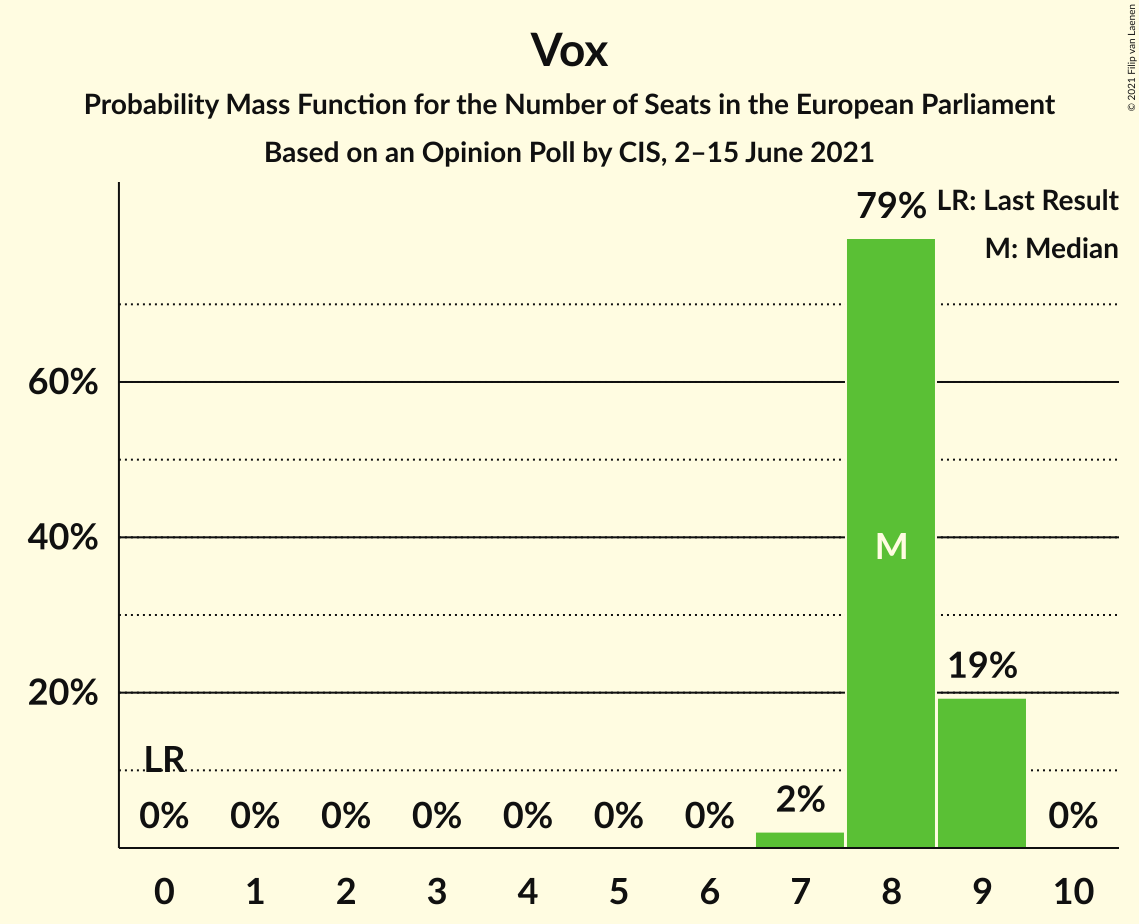 Vox
Probability Mass Function for the Number of Seats in the European Parliament
Based on an Opinion Poll by CIS, 2–15 June 2021
© 2021 Filip van Laenen
LR: Last Result
M: Median
79%
60%
40%
M
19%
20%
LR
2%
0% 0% 0% 0% 0% 0% 0% 0%
0 1 2 3 4 5 6 7 8 9 10